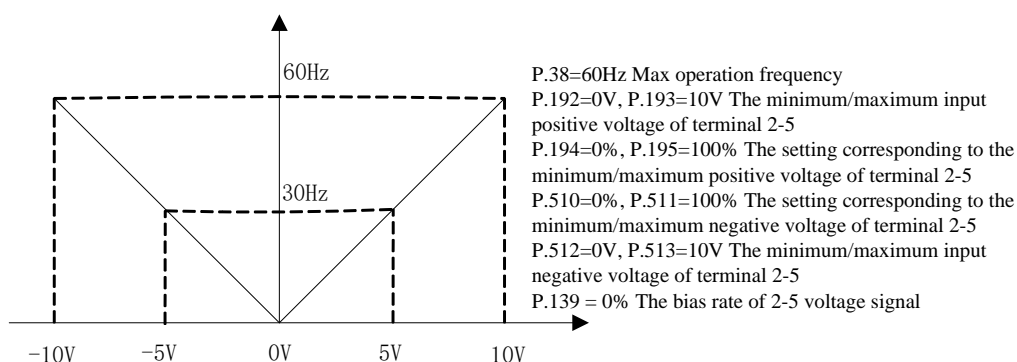 60Hz
30Hz
-10V
-5V
0V
5V
10V
P.38=60Hz Max operation frequency
P.192=0V, P.193=10V The minimum/maximum input
positive voltage of terminal 2-5
P.194=0%, P.195=100% The setting corresponding to the
minimum/maximum positive voltage of terminal 2-5
P.510=0%, P.511=100% The setting corresponding to the
minimum/maximum negative voltage of terminal 2-5
P.512=0V, P.513=10V The minimum/maximum input
negative voltage of terminal 2-5
P.139 = 0% The bias rate of 2-5 voltage signal